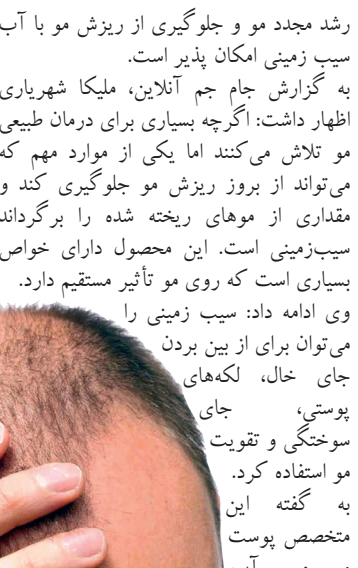 رشد مجدد مو و جلوگیری از ریزش مو با آب
سیب زمینی امکان پذیر است.
به گزارش جام جم آنلاین، ملیکا شهریاری
اظهار داشت: اگرچه بسیاری برای درمان طبیعی
مو تلاش می‌کنند اما یکی از موارد مهم که
می‌تواند از بروز ریزش مو جلوگیری کند و
مقداری از موهای ریخته شده را برگرداند
سیب‌زمینی است. این محصول دارای خواص
بسیاری است که روی مو تأثیر مستقیم دارد.
وی ادامه داد: سیب زمینی را
می‌توان برای از بین بردن
جای خال، لکه‌های
پوستی، جای
سوختگی و تقویت
مو استفاده کرد.
به گفته این
متخصص پوست